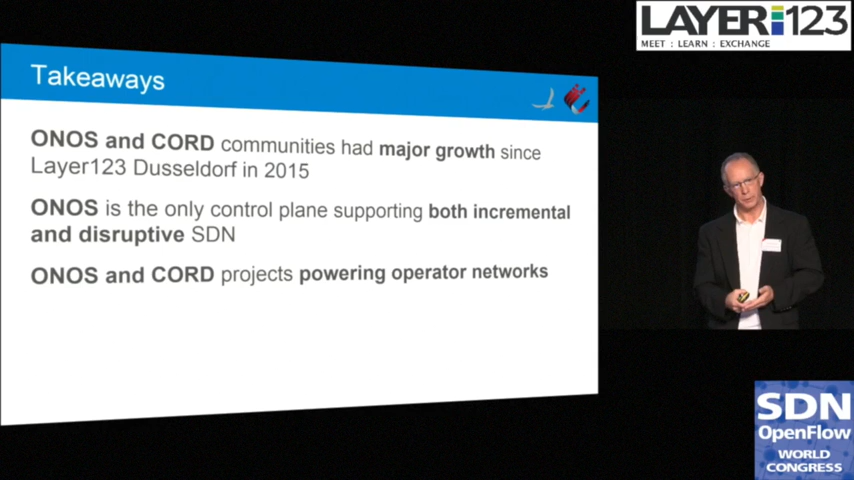 LAYER123
MEET : LEARN : EXCHANGE
Takeaways
ONOS and CORD communities had major growth since
Layer123 Dusseldorf in 2015
ONOS is the only control plane supporting both incremental
and disruptive SDN
ONOS and CORD projects powering operator networks
SDN
OpenFlow
WORLD
CONGRESS